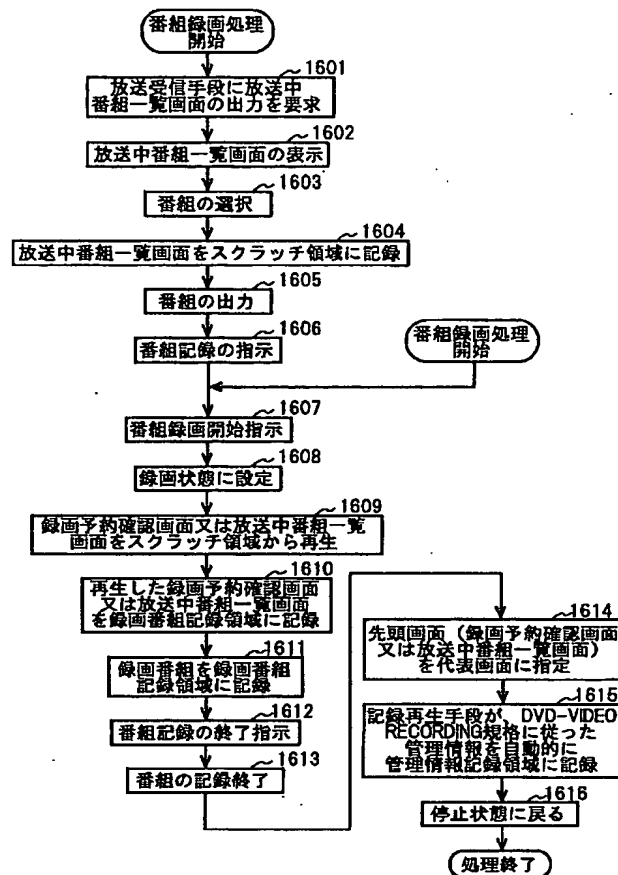 番組録画処理
開始
1601
放送受信手段に放送中
番組一覧画面の出力を要求
1602
放送中番組一覧画面の表示
1603
番組の選択
1604
放送中番組一覧画面をスクラッチ領域に記録
1605
番組の出力
1606
番組記録の指示
番組録画処理
開始
1607
番組録画開始指示
1608
録画状態に設定
1609
録画予約確認画面又は放送中番組一覧
画面をスクラッチ領域から再生
1610
再生した録画予約確認画面
又は放送中番組一覧画面
を録画番組記録領域に記録
1611
録画番組を録画番組
記録領域に記録
1612
番組記録の終了指示
1613
番組の記録終了
1614
先頭画面(録画予約確認画面
又は放送中番組一覧画面)
を代表画面に指定
1615
記録再生手段が、DVD-VIDEO
RECORDING規格に従った
管理情報を自動的に
管理情報記録領域に記録
1616
停止状態に戻る
処理終了